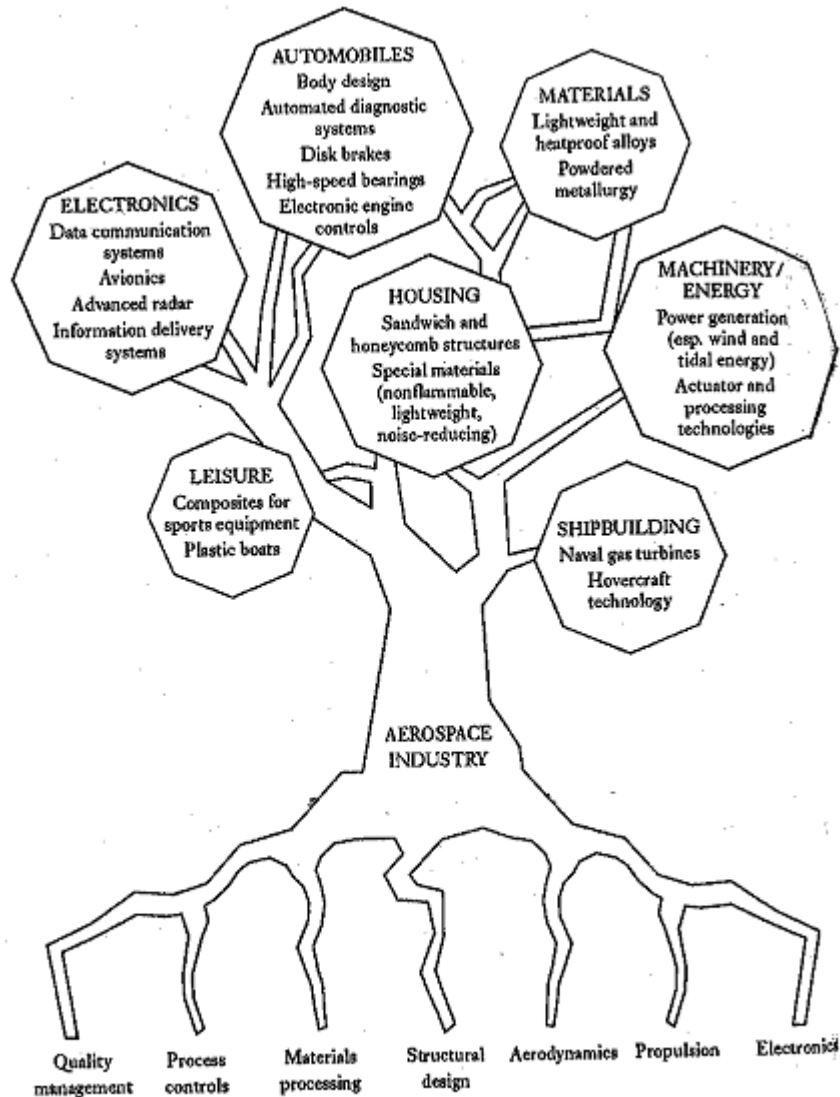 AUTOMOBILES
Body design
Automated diagnostic
systems
Disk brakes
High-speed bearings
Electronic engine
controls
MATERIALS
Lightweight and
heatproof alloys
Powdered
metallurgy
ELECTRONICS
Data communication
systems
Avionics
Advanced radar
Information delivery
systems
HOUSING
Sandwich and
honeycomb structures
Special materials
(nonflammable,
lightweight,
noise-reducing)
MACHINERY/
ENERGY
Power generation
(esp. wind and
tidal energy)
Actuator and
processing
technologies
LEISURE
Composites for
sports equipment
Plastic boats
SHIPBUILDING
Naval gas turbines
Hovercraft
technology
AEROSPACE
INDUSTRY
Quality
management
Process
controls
Materials
processing
Structural
design
Aerodynamics
Propulsion
Electronics